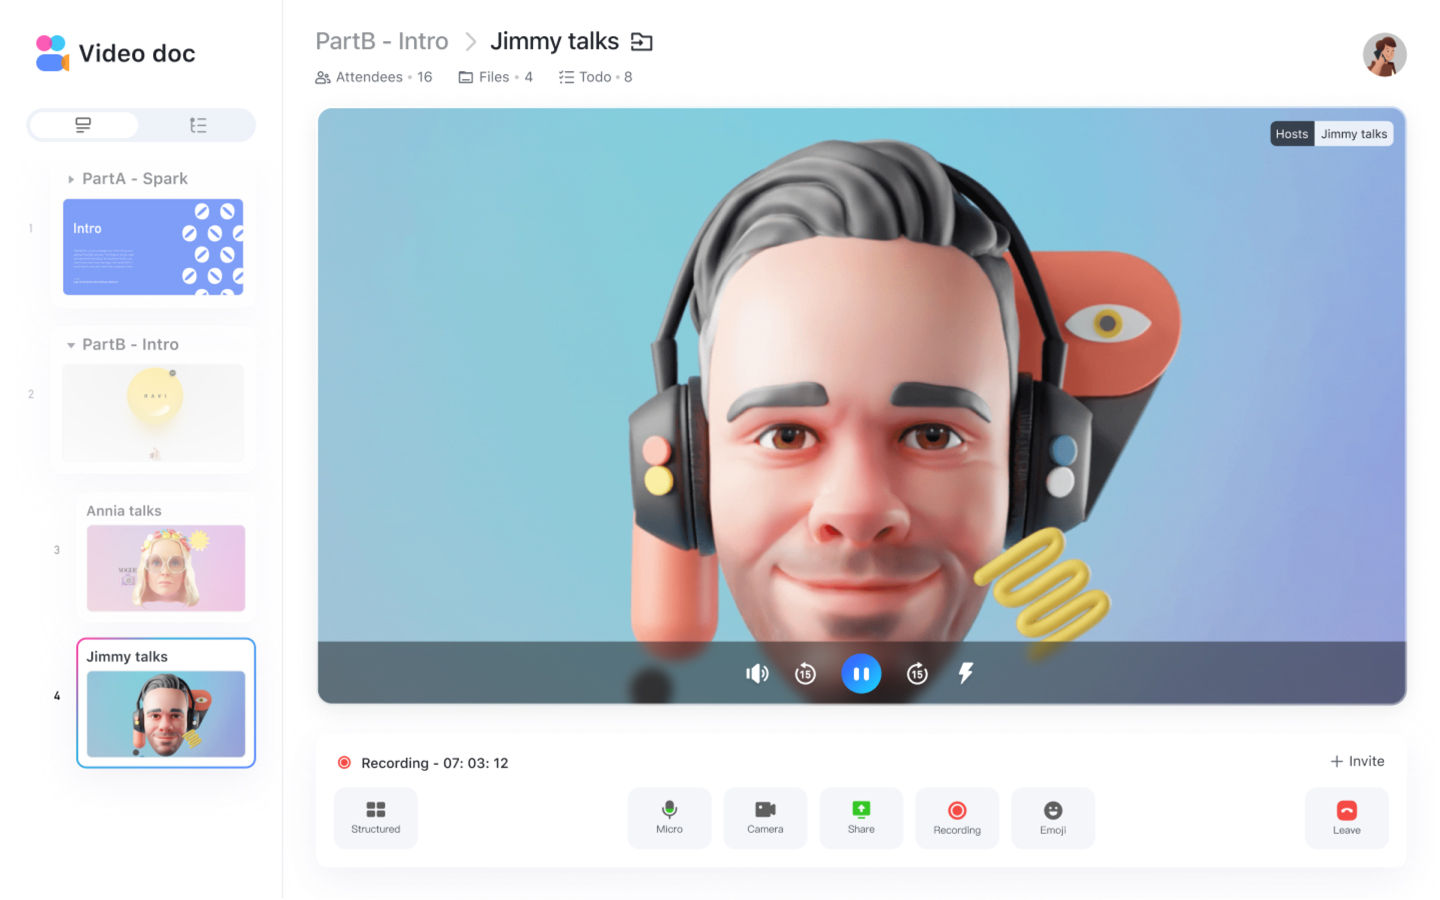 Video doc
PartB - Intro
Jimmy talks
Attendees • 16
Files • 4
Todo • 8
PartA - Spark
1
Intro
PartB - Intro
2
RAVI
Annia talks
3
VOGUE
Jimmy talks
4
Hosts
Jimmy talks
15
15
Recording - 07: 03: 12
+ Invite
Structured
Micro
Camera
Share
Recording
Emoji
Leave